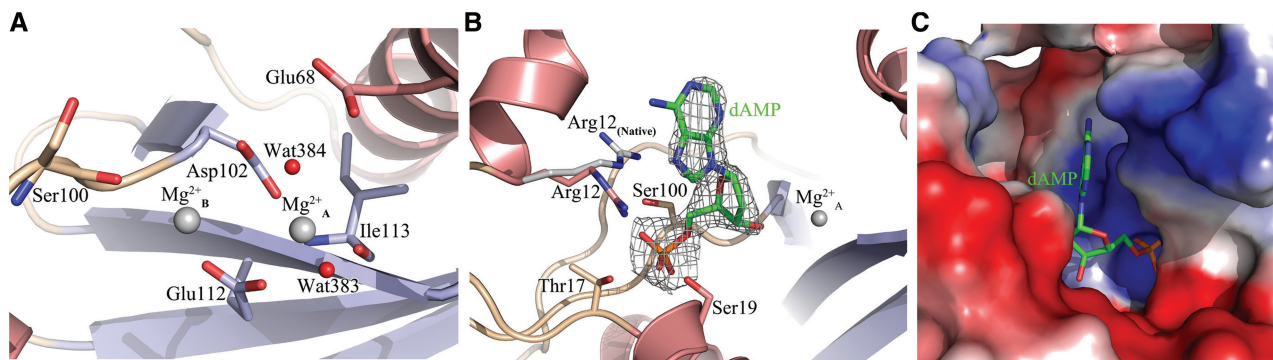 A
Glu68
Asp102
Wat384
Ser100
Mg2+ B
Mg2+ A
Ile113
Glu112
Wat383
B
dAMP
Arg12 (Native)
Arg12
Ser100
Mg2+ A
Thr17
Ser19
C
dAMP